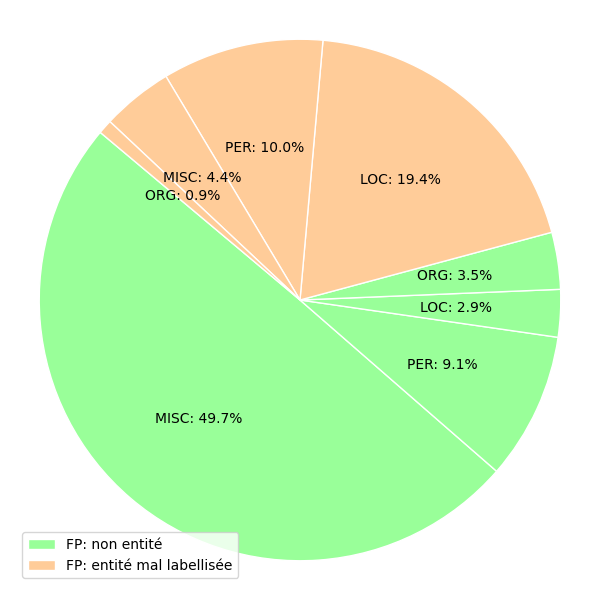 PER: 10.0%
LOC: 19.4%
MISC: 4.4%
ORG: 0.9%
ORG: 3.5%
LOC: 2.9%
PER: 9.1%
MISC: 49.7%
FP: non entité
FP: entité mal labellisée